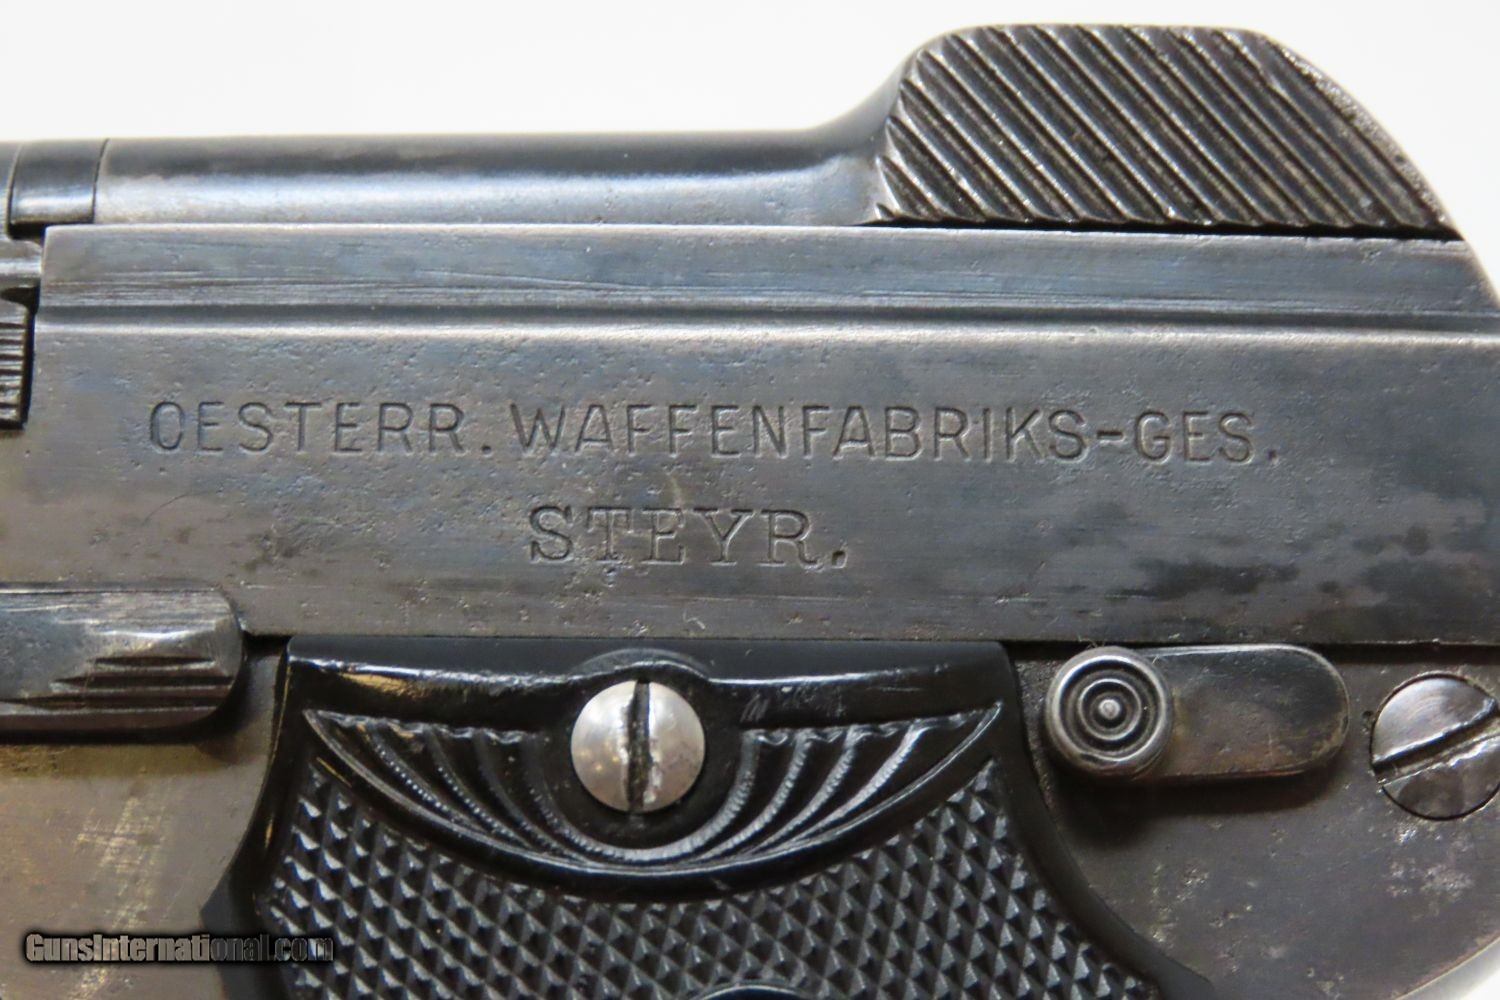 OESTERR. WAFFENFABRIKS-GES.
STEYR.
GunsInternational.com